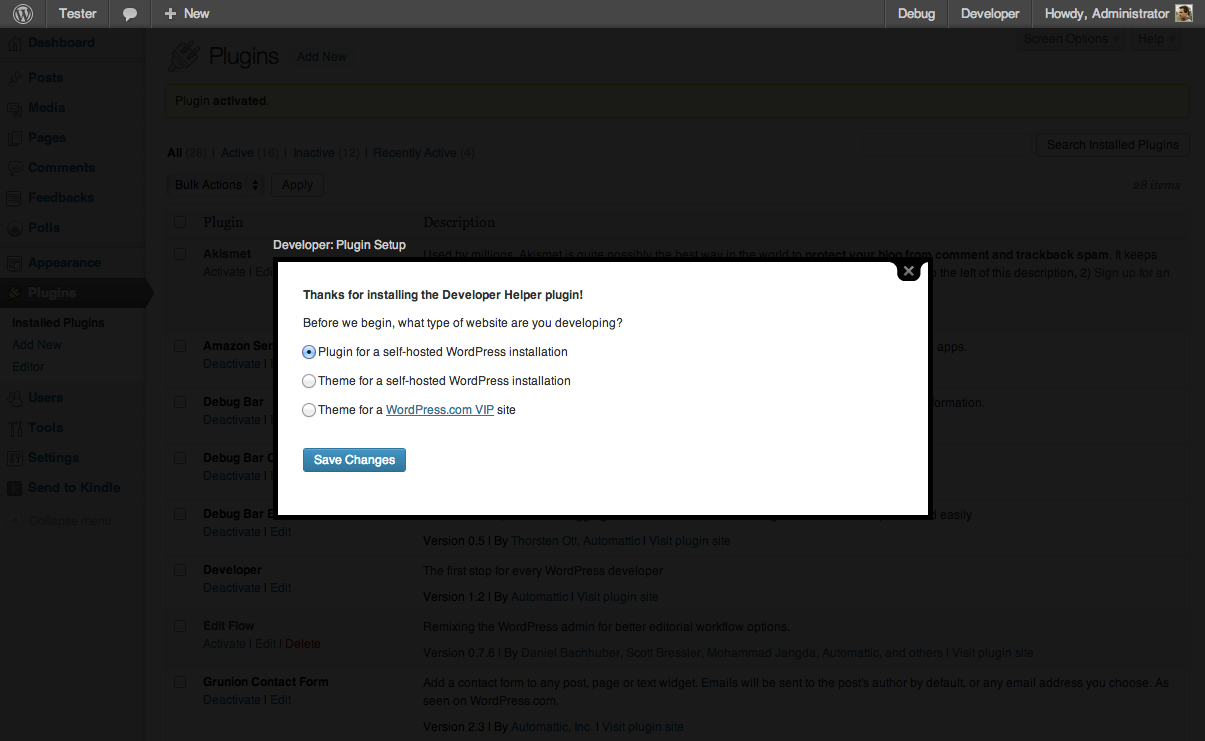 Tester
New
Debug
Developer
Howdy, Administrator
Dashboard
Posts
Media
Pages
Comments
Feedbacks
Polls
Appearance
Plugins
Installed Plugins
Add New
Editor
Users
Tools
Settings
Send to Kindle
Collapse menu
Screen Options
Help
Plugins Add New
Plugin activated.
All (28) | Active (16) | Inactive (12) | Recently Active (4)
Search Installed Plugins
Bulk Actions Apply
28 items
Plugin Description
Developer: Plugin Setup
Thanks for installing the Developer Helper plugin!
Before we begin, what type of website are you developing?
Plugin for a self-hosted WordPress installation
Theme for a self-hosted WordPress installation
Theme for a WordPress.com VIP site
Save Changes
Akismet
Used by millions, Akismet is quite possibly the best way in the world to protect your blog from comment and trackback spam. It keeps
Activate | Edi
the left of this description, 2) Sign up for an
Amazon Ser
apps.
Deactivate |
Debug Bar
ormation.
Deactivate |
Debug Bar
Deactivate |
Debug Bar
easily
Deactivate | Edit
Version 0.5 | By Thorsten Ott, Automattic | Visit plugin site
Developer
The first stop for every WordPress developer
Deactivate | Edit
Version 1.2 | By Automattic | Visit plugin site
Edit Flow
Remixing the WordPress admin for better editorial workflow options.
Activate | Edit | Delete
Version 0.7.6 | By Daniel Bachhuber, Scott Bressler, Mohammad Jangda, Automattic, and others | Visit plugin site
Grunion Contact Form
Add a contact form to any post, page or text widget. Emails will be sent to the post's author by default, or any email address you choose. As
Deactivate | Edit
seen on WordPress.com.
Version 2.3 | By Automattic, Inc. | Visit plugin site